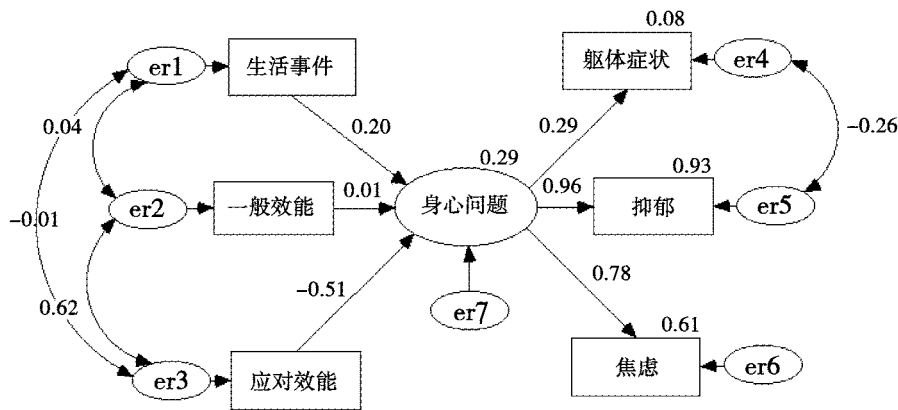 0.08
er1
生活事件
躯体症状
er4
0.04
0.20
0.29
-0.26
0.29
0.93
er2
一般效能
0.01
身心问题
0.96
抑郁
er5
-0.01
-0.51
0.78
0.62
er7
0.61
er3
应对效能
焦虑
er6